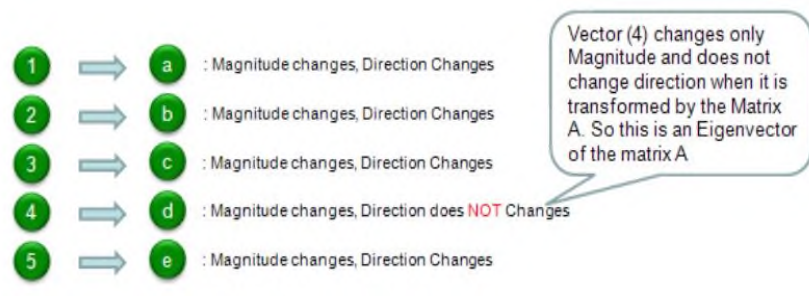 1 a : Magnitude changes, Direction Changes
2 b : Magnitude changes, Direction Changes
3 c : Magnitude changes, Direction Changes
4 d : Magnitude changes, Direction does NOT Changes
5 e : Magnitude changes, Direction Changes
Vector (4) changes only
Magnitude and does not
change direction when it is
transformed by the Matrix
A. So this is an Eigenvector
of the matrix A